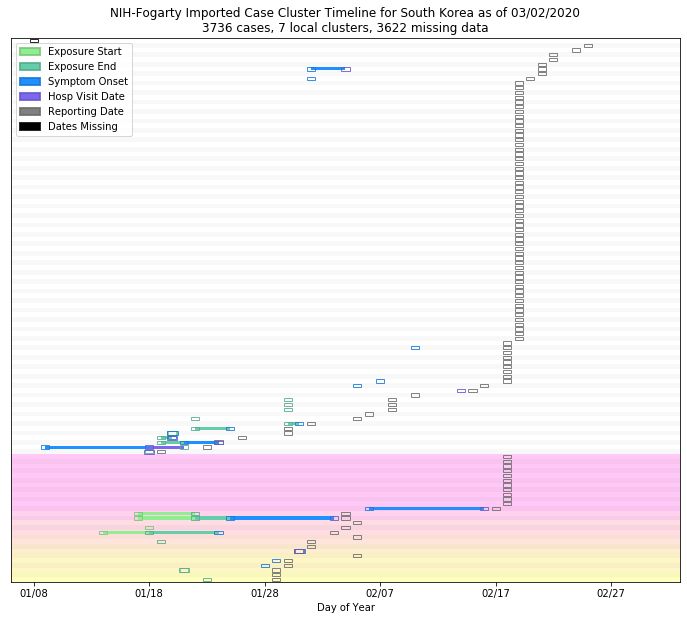 NIH-Fogarty Imported Case Cluster Timeline for South Korea as of 03/02/2020
3736 cases, 7 local clusters, 3622 missing data
Exposure Start
Exposure End
Symptom Onset
Hosp Visit Date
Reporting Date
Dates Missing
01/08 01/18 01/28 02/07 02/17 02/27
Day of Year